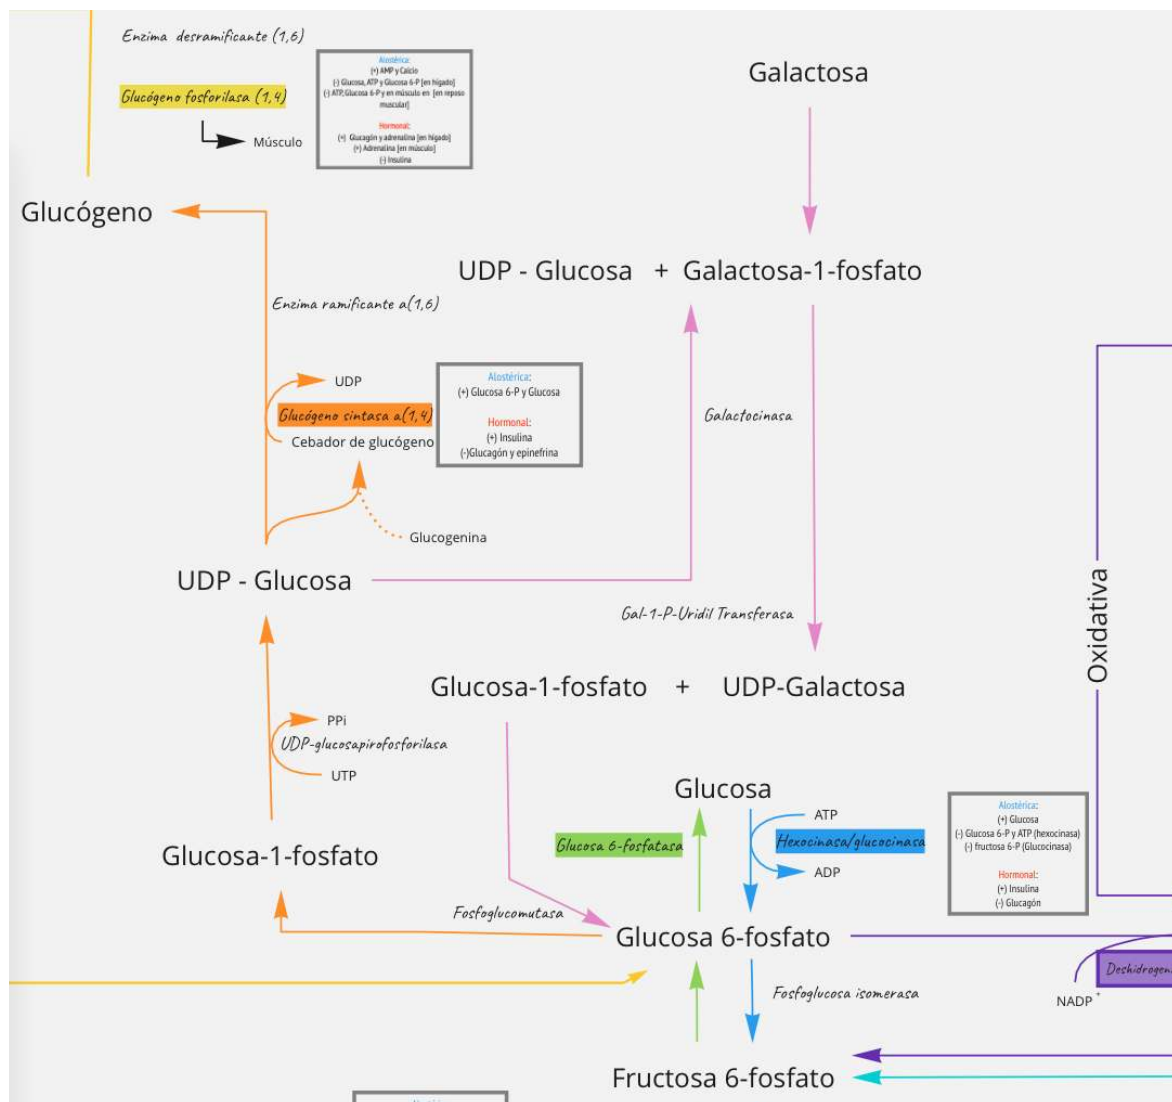 Enzima desramificante (1,6)
Glucógeno fosforilasa (1,4)
Músculo
Alostérica:
(+) AMP y Calcio
(-) Glucosa, ATP y Glucosa 6-P [en hígado]
(-) ATP, Glucosa 6-P y en músculo en [en reposo
muscular]
Hormonal:
(+) Glucagón y adrenalina [en hígado]
(+) Adrenalina [en músculo]
(-) Insulina
Galactosa
Glucógeno
UDP - Glucosa + Galactosa-1-fosfato
Enzima ramificante a(1,6)
UDP
Glucógeno sintasa a(1,4)
Cebador de glucógeno
Alostérica:
(+) Glucosa 6-P y Glucosa
Hormonal:
(+) Insulina
(-)Glucagón y epinefrina
Galactocinasa
Glucogenina
UDP - Glucosa
Gal-1-P-Uridil Transferasa
Oxidativa
Glucosa-1-fosfato + UDP-Galactosa
PPi
UDP-glucosapirofosforilasa
UTP
Glucosa
ATP
Glucosa 6-fosfatasa
Hexocinasa/glucocinasa
ADP
Alostérica:
(+) Glucosa
(-) Glucosa 6-P y ATP (hexocinasa)
(-) fructosa 6-P (Glucocinasa)
Hormonal:
(+) Insulina
(-) Glucagón
Glucosa-1-fosfato
Fosfoglucomutasa
Glucosa 6-fosfato
Deshidrogen
NADP +
Fosfoglucosa isomerasa
Fructosa 6-fosfato